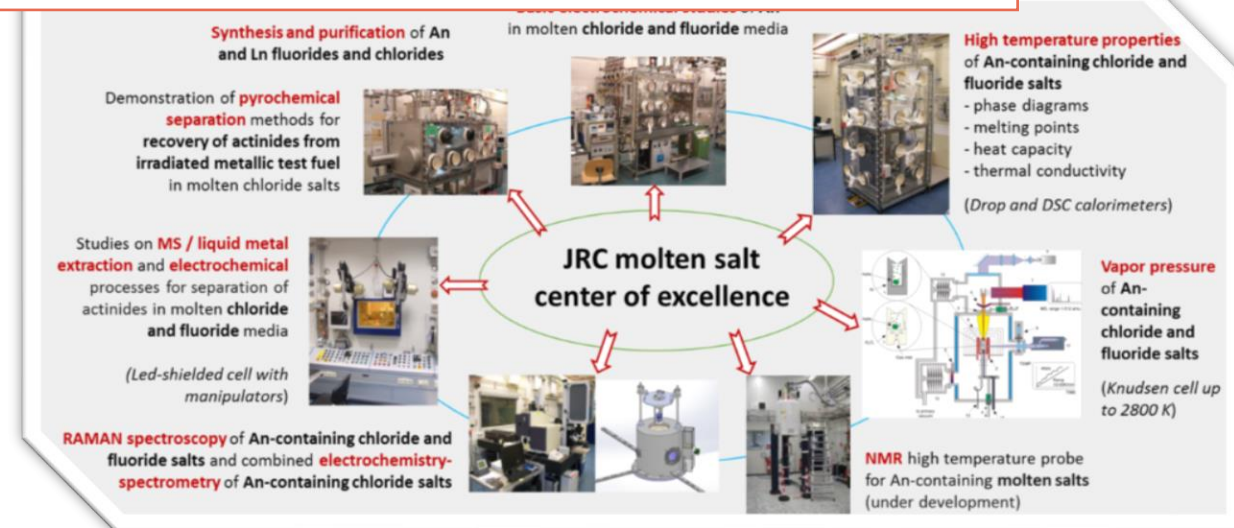 Synthesis and purification of An
and Ln fluorides and chlorides
in molten chloride and fluoride media
High temperature properties
of An-containing chloride and
fluoride salts
- phase diagrams
- melting points
- heat capacity
- thermal conductivity
(Drop and DSC calorimeters)
Demonstration of pyrochemical
separation methods for
recovery of actinides from
irradiated metallic test fuel
in molten chloride salts
Studies on MS / liquid metal
extraction and electrochemical
processes for separation of
actinides in molten chloride
and fluoride media
(Led-shielded cell with
manipulators)
JRC molten salt
center of excellence
Vapor pressure
of An-
containing
chloride and
fluoride salts
(Knudsen cell up
to 2800 K)
RAMAN spectroscopy of An-containing chloride and
fluoride salts and combined electrochemistry-
spectrometry of An-containing chloride salts
NMR high temperature probe
for An-containing molten salts
(under development)